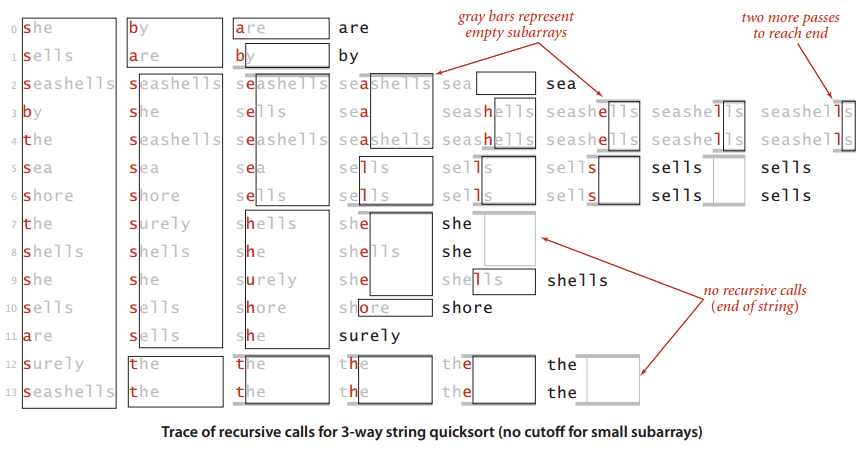 gray bars represent
empty subarrays
two more passes
to reach end
0 she by are are
1 sells are by by
2 seashells seashells seashells seashells sea sea
3 by she sells sea seashells seashells seashells seashells
4 the seashells seashells seashells seashells seashells seashells seashells
5 sea sea sea sells sells sells sells sells
6 shore shore sells sells sells sells sells sells
7 the surely shells she she
8 shells shells she shells she
9 she she surely she shells shells
10 sells sells shore shore shore
11 are sells she surely
12 surely the the the the the
13 seashells the the the the the
no recursive calls
(end of string)
Trace of recursive calls for 3-way string quicksort (no cutoff for small subarrays)